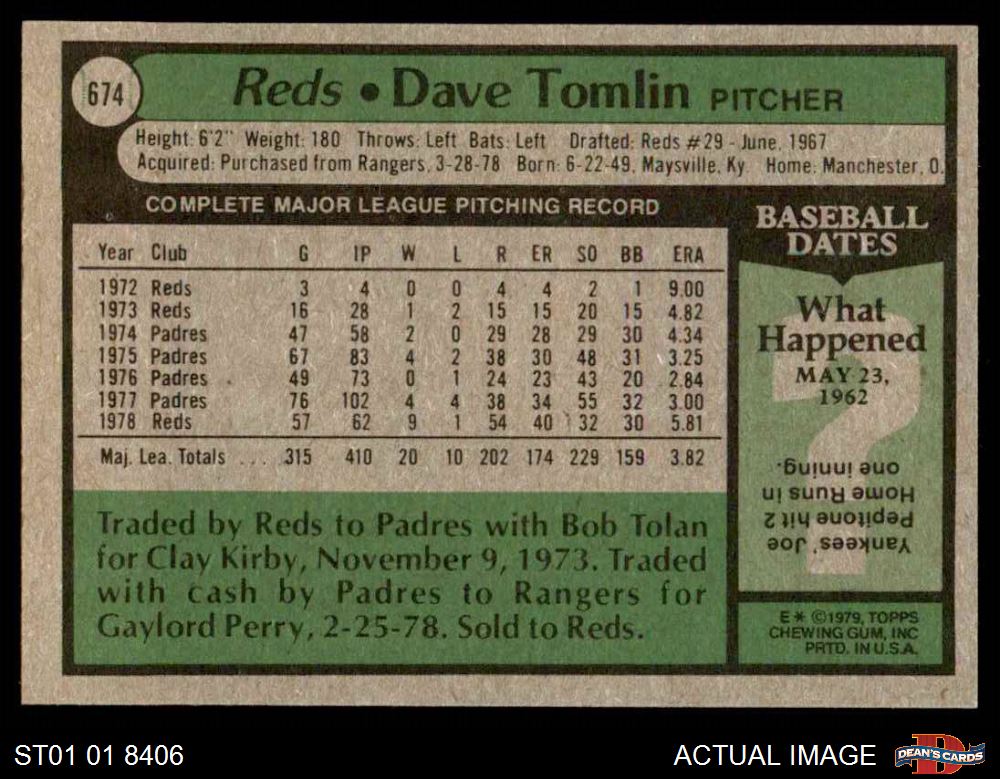 674
Reds • Dave Tomlin PITCHER
Height: 6'2" Weight: 180 Throws: Left Bats: Left Drafted: Reds #29 - June, 1967
Acquired: Purchased from Rangers, 3-28-78 Born: 6-22-49, Maysville, Ky. Home: Manchester, O.
COMPLETE MAJOR LEAGUE PITCHING RECORD
Year Club G IP W L R ER SO BB ERA
1972 Reds 3 4 0 0 4 4 2 1 9.00
1973 Reds 16 28 1 2 15 15 20 15 4.82
1974 Padres 47 58 2 0 29 28 29 30 4.34
1975 Padres 67 83 4 2 38 30 48 31 3.25
1976 Padres 49 73 0 1 24 23 43 20 2.84
1977 Padres 76 102 4 4 38 34 55 32 3.00
1978 Reds 57 62 9 1 54 40 32 30 5.81
Maj. Lea. Totals ... 315 410 20 10 202 174 229 159 3.82
Traded by Reds to Padres with Bob Tolan
for Clay Kirby, November 9, 1973. Traded
with cash by Padres to Rangers for
Gaylord Perry, 2-25-78. Sold to Reds.
BASEBALL
DATES
What
Happened
MAY 23,
1962
?
Yankees' Joe
Pepitone hit 2
Home Runs in
one inning.
E * ©1979, TOPPS
CHEWING GUM, INC
PRTD. IN U.S.A.
ST01 01 8406
ACTUAL IMAGE
D
DEAN'S CARDS